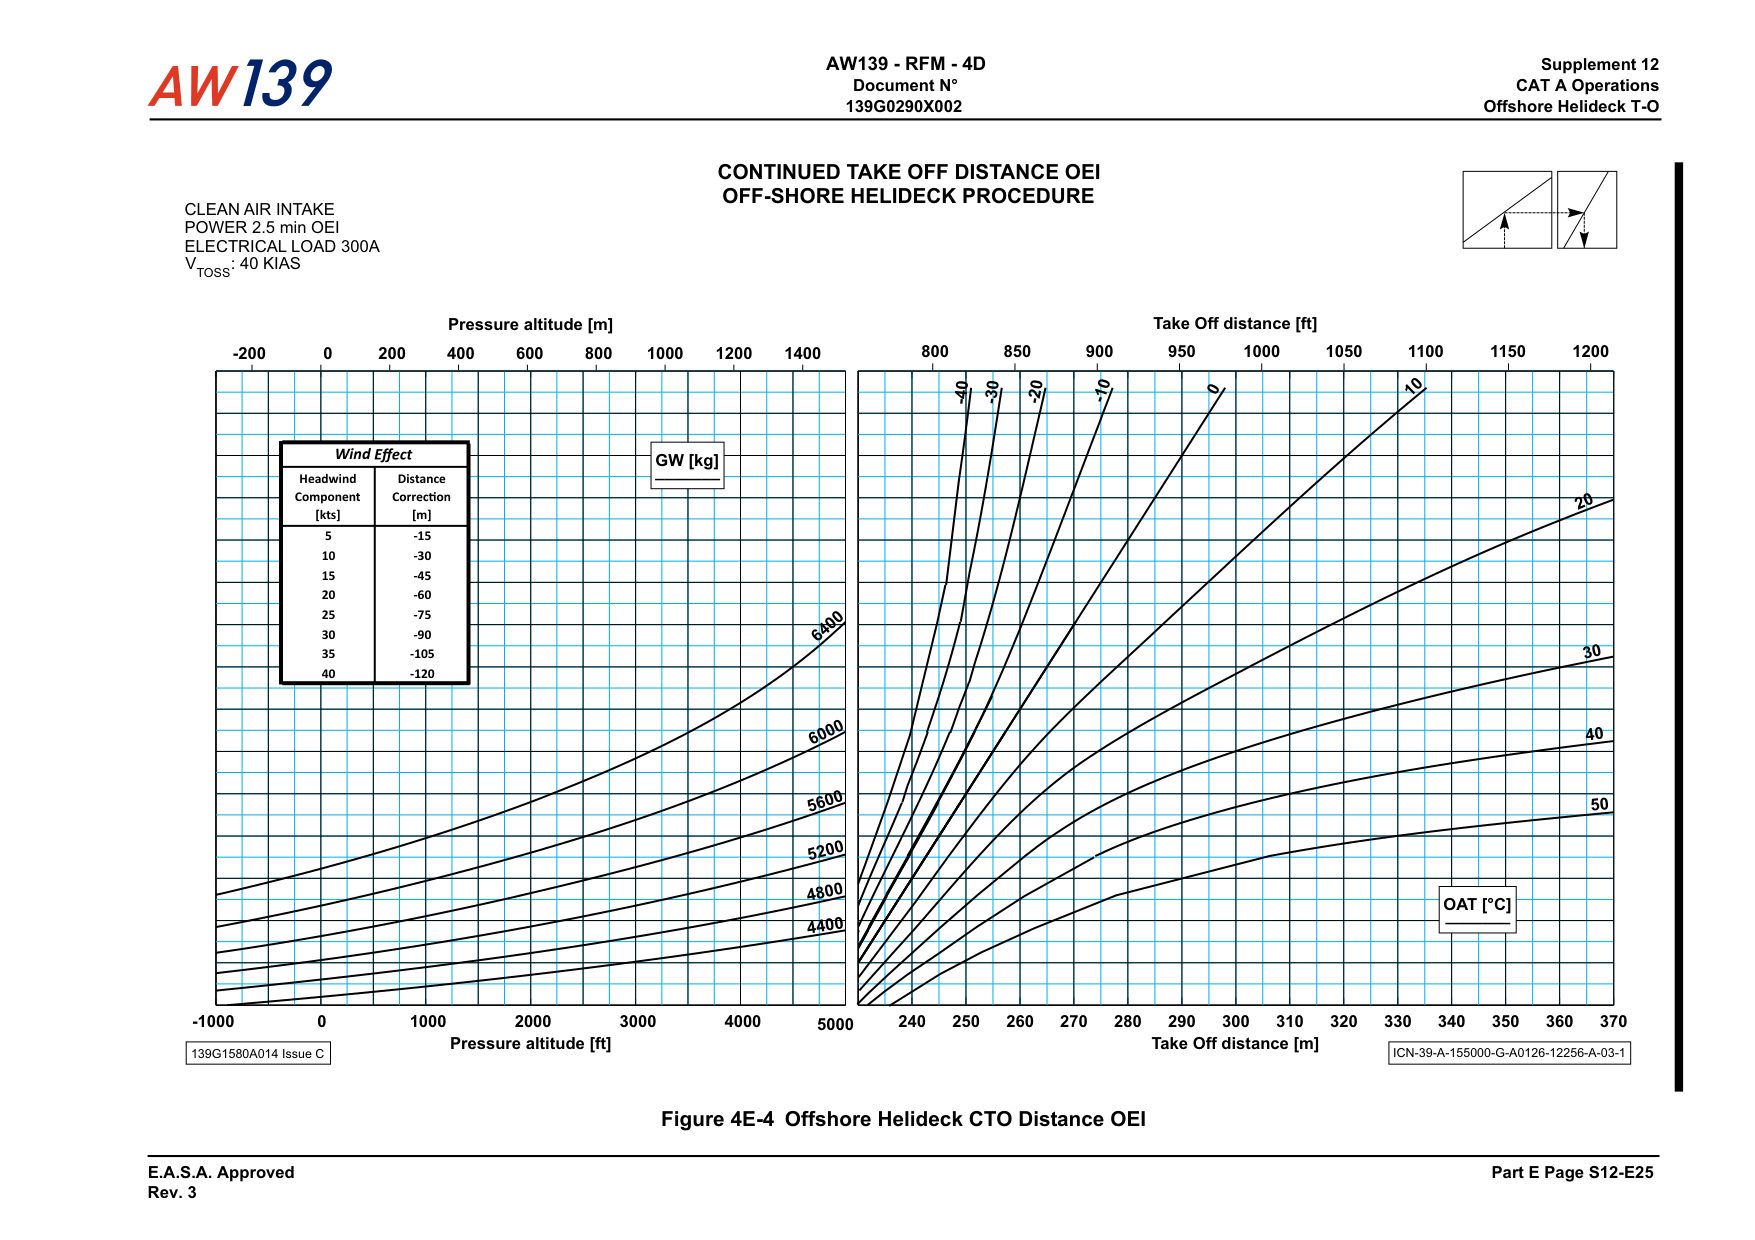 AW139
AW139 - RFM - 4D
Document N°
139G0290X002
Supplement 12
CAT A Operations
Offshore Helideck T-O
CONTINUED TAKE OFF DISTANCE OEI
OFF-SHORE HELIDECK PROCEDURE
CLEAN AIR INTAKE
POWER 2.5 min OEI
ELECTRICAL LOAD 300A
VTOSS: 40 KIAS
Pressure altitude [m]
-200 0 200 400 600 800 1000 1200 1400
Take Off distance [ft]
800 850 900 950 1000 1050 1100 1150 1200
-40 -30 -20 -10 0 10
20
30
40
50
Wind Effect
Headwind Component [kts] Distance Correction [m]
5 -15
10 -30
15 -45
20 -60
25 -75
30 -90
35 -105
40 -120
GW [kg]
6400
6000
5600
5200
4800
4400
OAT [°C]
-1000 0 1000 2000 3000 4000 5000
Pressure altitude [ft]
240 250 260 270 280 290 300 310 320 330 340 350 360 370
Take Off distance [m]
139G1580A014 Issue C
ICN-39-A-155000-G-A0126-12256-A-03-1
Figure 4E-4 Offshore Helideck CTO Distance OEI
E.A.S.A. Approved
Rev. 3
Part E Page S12-E25